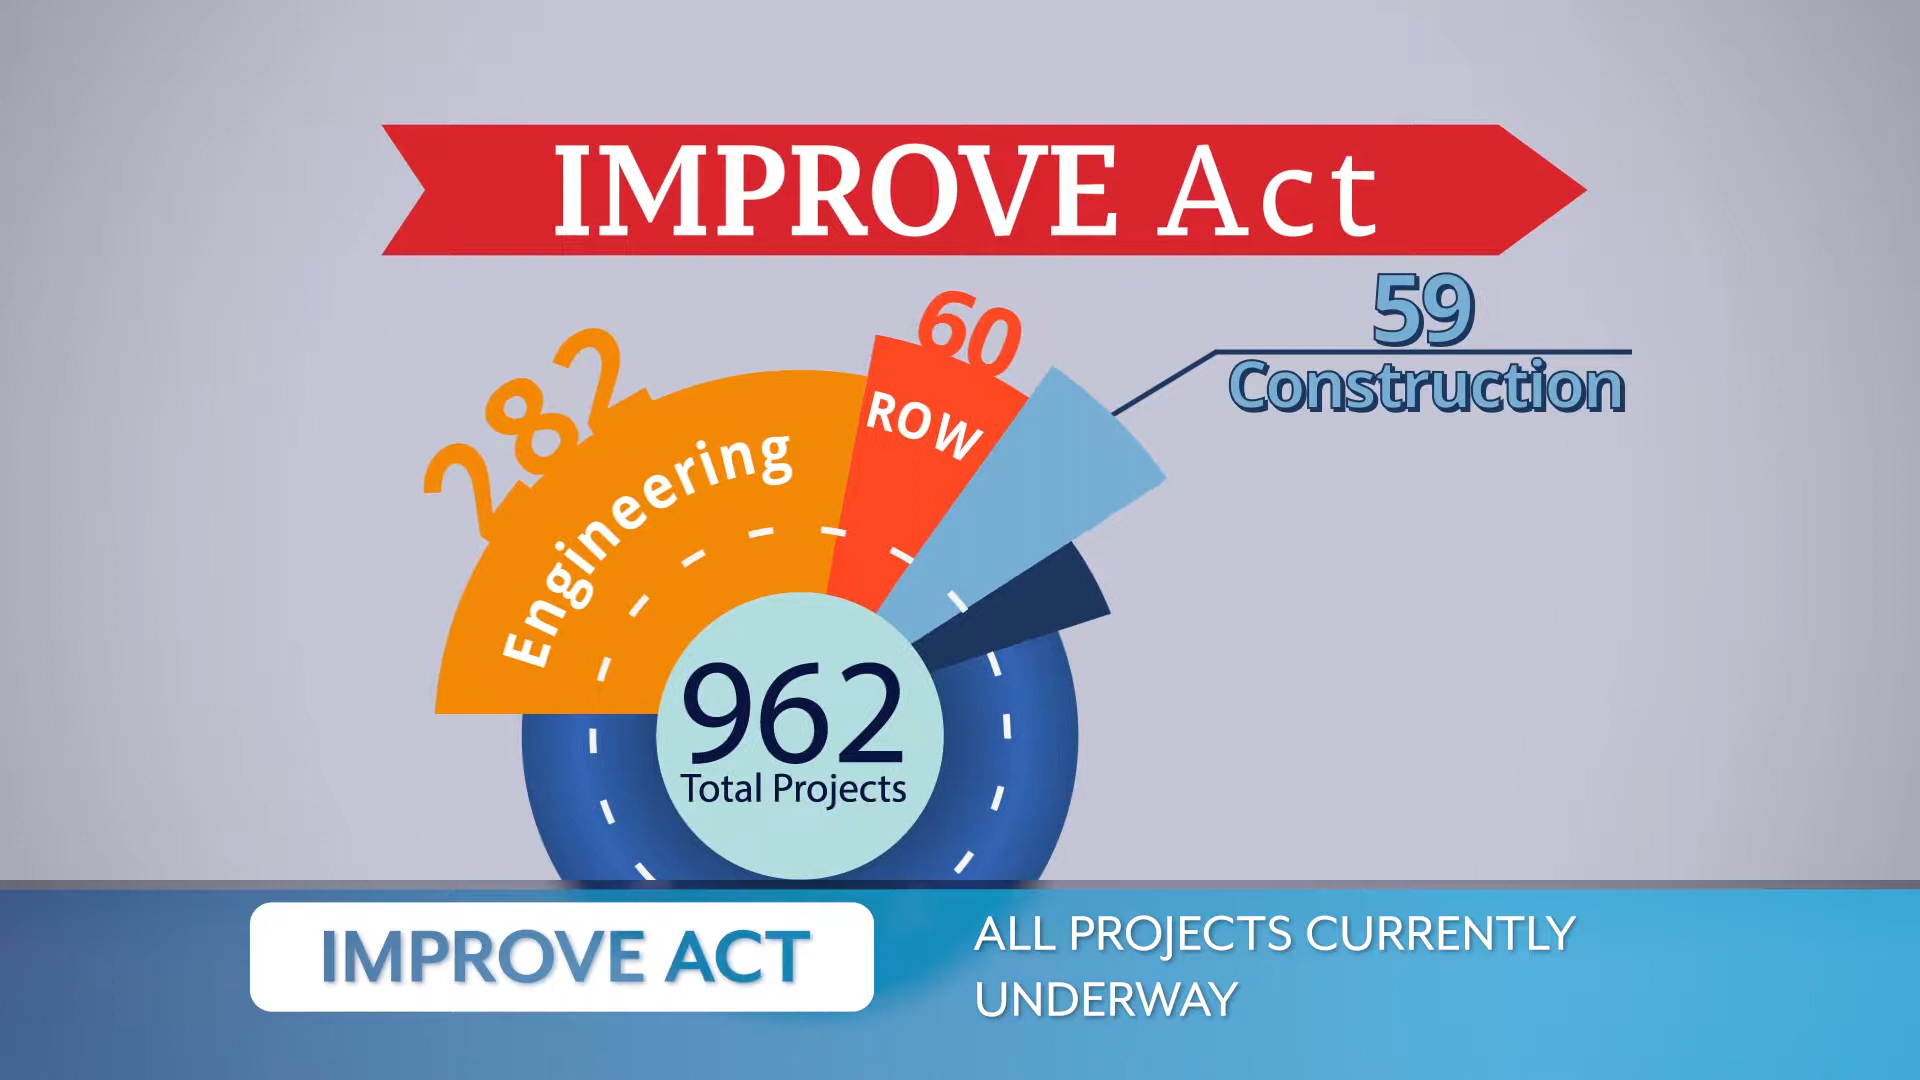 IMPROVE Act
282
Engineering
60
ROW
59
Construction
962
Total Projects
IMPROVE ACT
ALL PROJECTS CURRENTLY
UNDERWAY